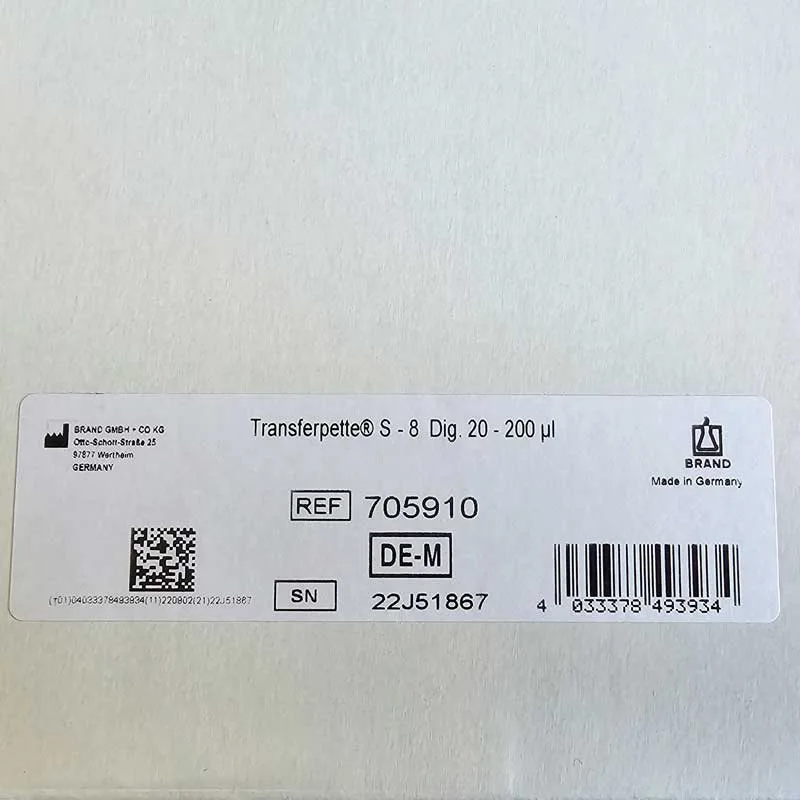 BRAND GMBH + CO KG
Otto-Schott-Straße 25
97877 Wertheim
GERMANY
Transferpette® S - 8 Dig. 20 - 200 µl
BRAND
Made in Germany
REF 705910
DE-M
SN 22J51867
(01)04033378493934(11)220902(21)22J51867
4 033378 493934